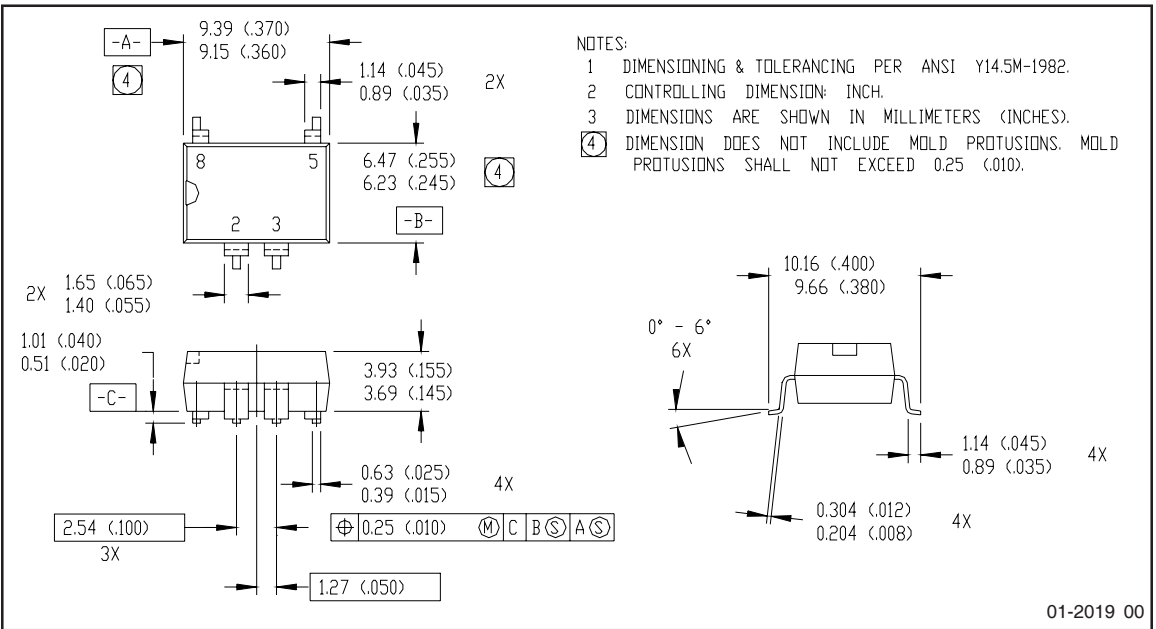 -A-
4
9.39 (.370)
9.15 (.360)
1.14 (.045)
0.89 (.035)
2X
8
5
6.47 (.255)
6.23 (.245)
4
2
3
-B-
2X
1.65 (.065)
1.40 (.055)
1.01 (.040)
0.51 (.020)
-C-
3.93 (.155)
3.69 (.145)
0.63 (.025)
0.39 (.015)
4X
2.54 (.100)
3X
⌖ 0.25 (.010) Ⓜ C B Ⓢ A Ⓢ
1.27 (.050)
NOTES:
1 DIMENSIONING & TOLERANCING PER ANSI Y14.5M-1982.
2 CONTROLLING DIMENSION: INCH.
3 DIMENSIONS ARE SHOWN IN MILLIMETERS (INCHES).
4 DIMENSION DOES NOT INCLUDE MOLD PROTUSIONS. MOLD
PROTUSIONS SHALL NOT EXCEED 0.25 (.010).
10.16 (.400)
9.66 (.380)
0° - 6°
6X
1.14 (.045)
0.89 (.035)
4X
0.304 (.012)
0.204 (.008)
4X
01-2019 00